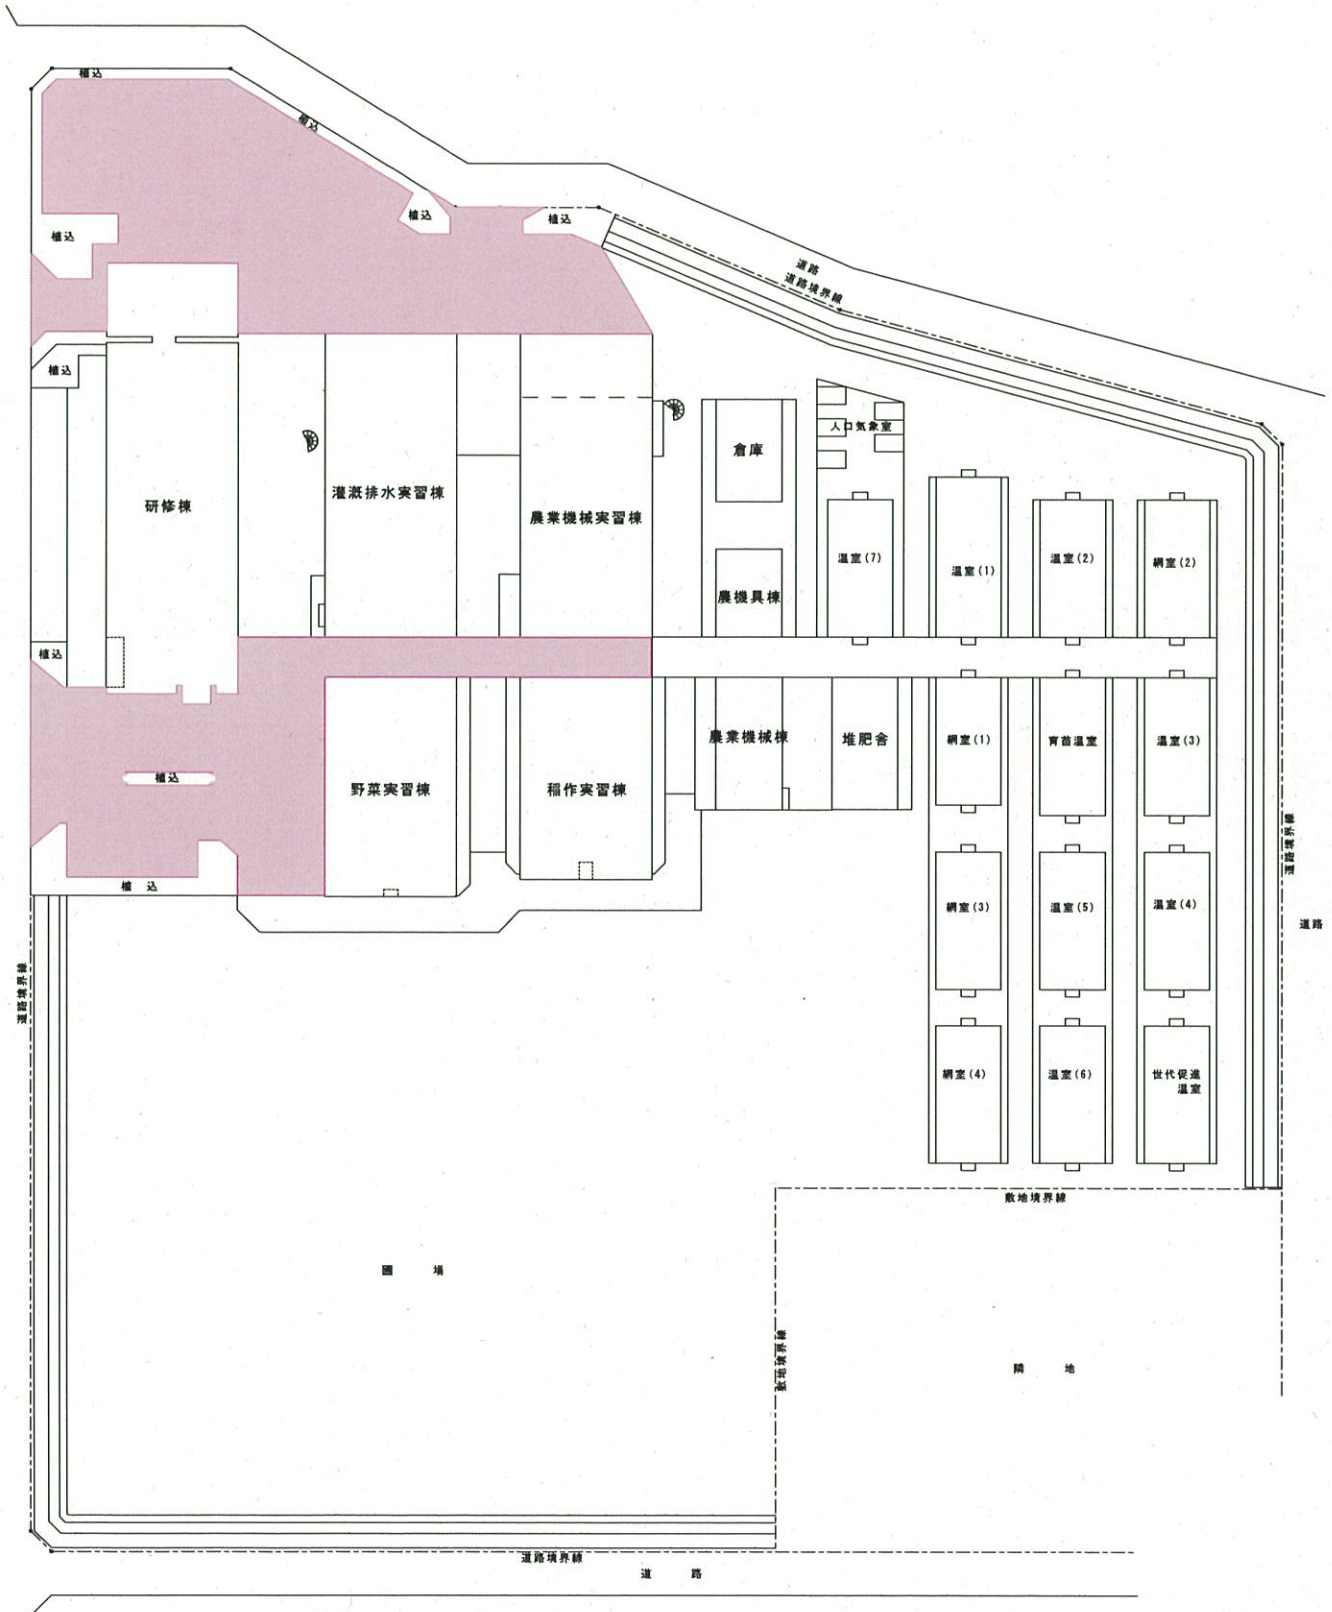 植込
植込
植込
植込
植込
道路
道路境界線
植込
人口気象室
倉庫
研修棟
灌漑排水実習棟
農業機械実習棟
温室(7)
温室(1)
温室(2)
網室(2)
農機具棟
植込
農業機械棟
堆肥舎
網室(1)
育苗温室
温室(3)
植込
野菜実習棟
稲作実習棟
道路境界線
植込
網室(3)
温室(5)
温室(4)
道路
道路境界線
網室(4)
温室(6)
世代促進
温室
敷地境界線
圃場
敷地境界線
隣地
道路境界線
道路